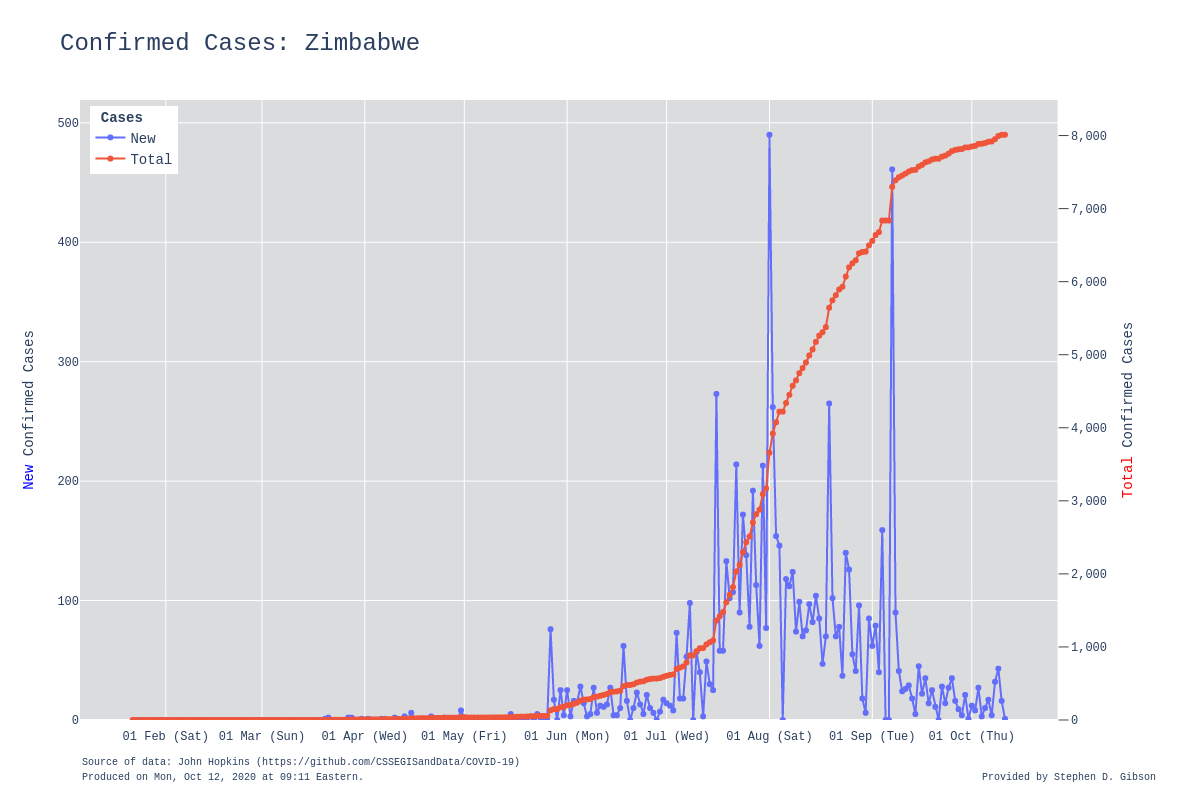 Confirmed Cases: Zimbabwe
Cases
New
Total
500
400
300
200
100
0
8,000
7,000
6,000
5,000
4,000
3,000
2,000
1,000
0
New Confirmed Cases
Total Confirmed Cases
01 Feb (Sat) 01 Mar (Sun) 01 Apr (Wed) 01 May (Fri) 01 Jun (Mon) 01 Jul (Wed) 01 Aug (Sat) 01 Sep (Tue) 01 Oct (Thu)
Source of data: John Hopkins (https://github.com/CSSEGISandData/COVID-19)
Produced on Mon, Oct 12, 2020 at 09:11 Eastern.
Provided by Stephen D. Gibson